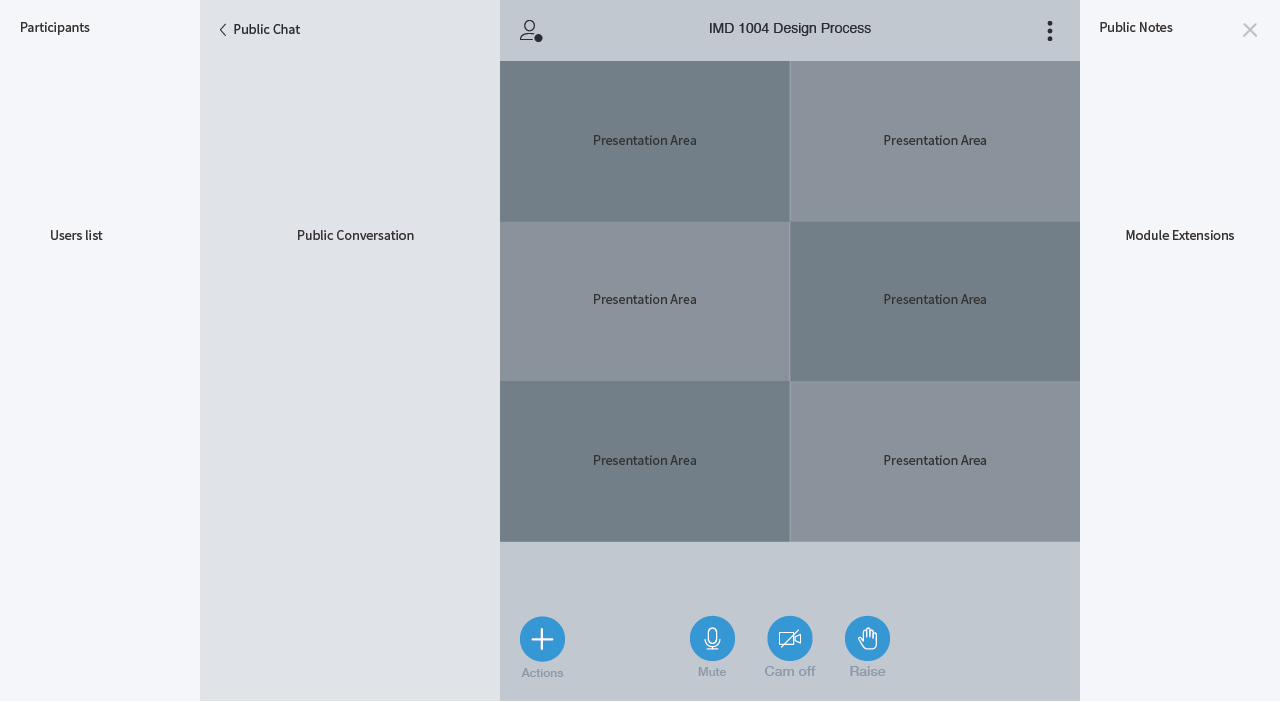 Participants
Public Chat
IMD 1004 Design Process
Public Notes
Presentation Area
Presentation Area
Users list
Public Conversation
Module Extensions
Presentation Area
Presentation Area
Presentation Area
Presentation Area
Actions
Mute
Cam off
Raise